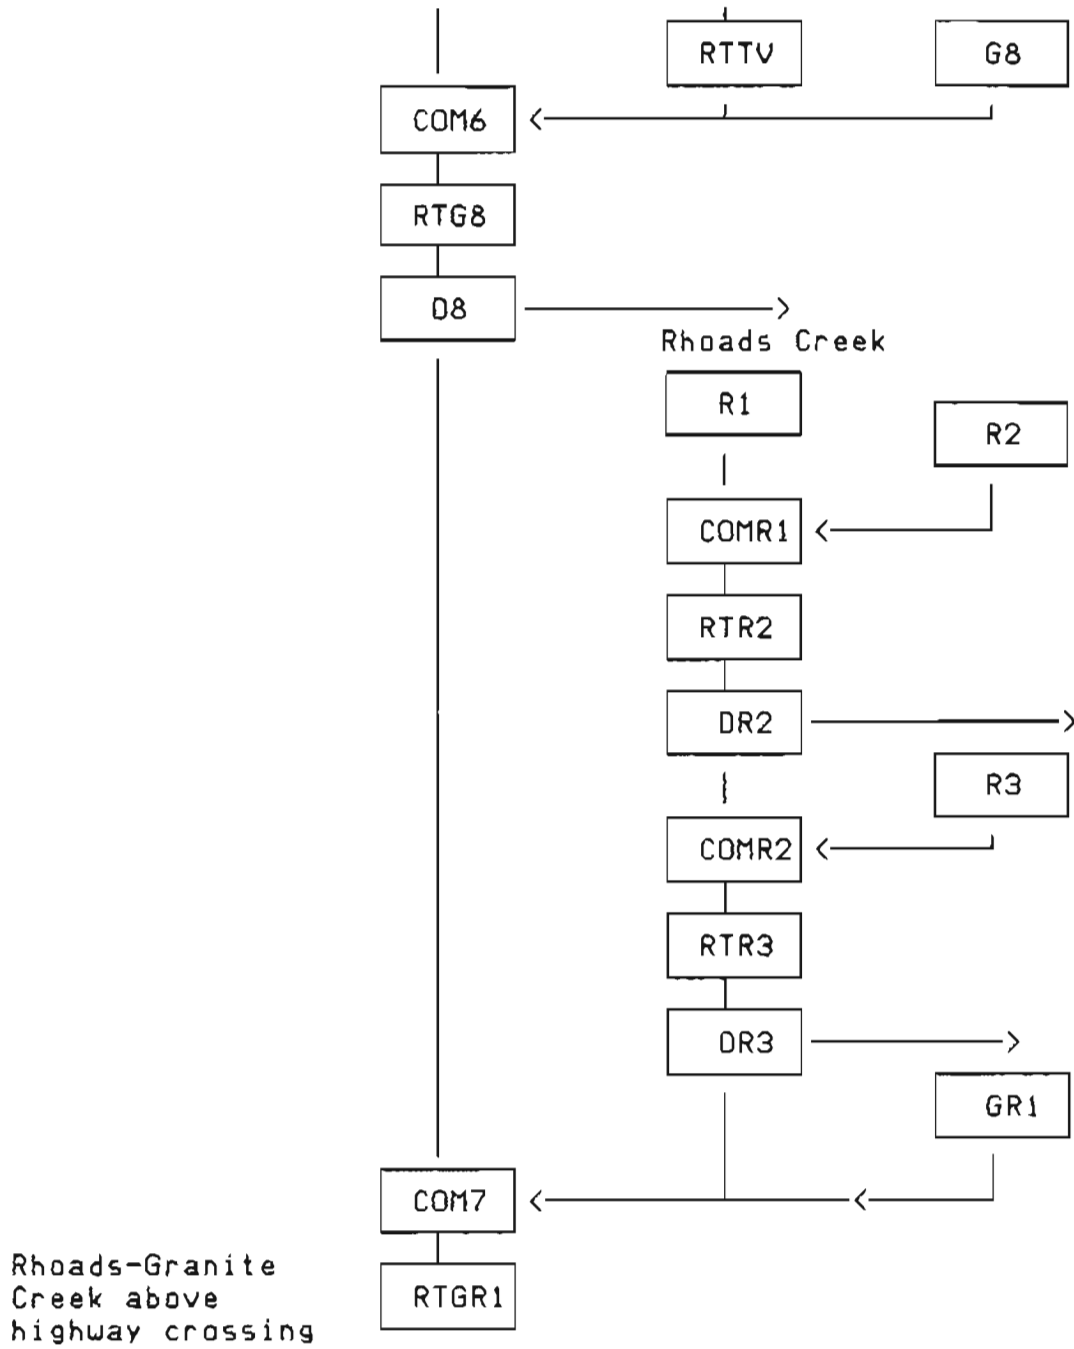 RTTV
G8
COM6
RTG8
D8
Rhoads Creek
R1
R2
COMR1
RTR2
DR2
R3
COMR2
RTR3
DR3
GR1
COM7
Rhoads-Granite
Creek above
highway crossing
RTGR1